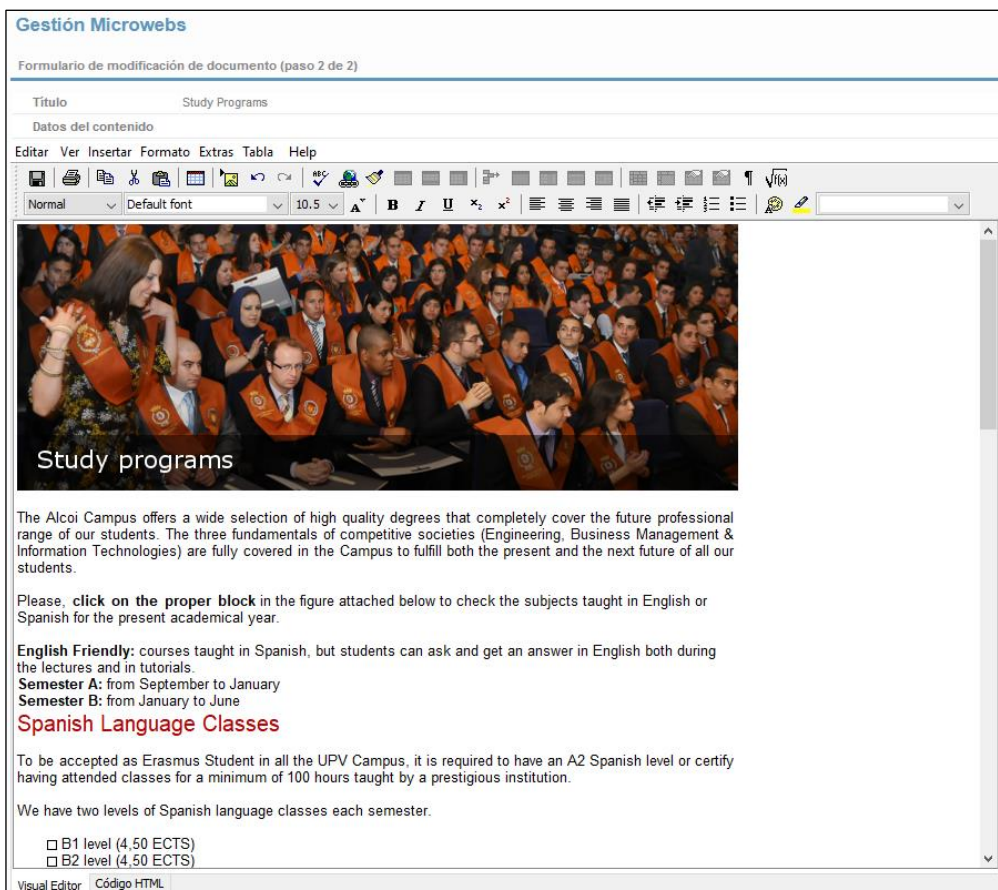 Gestión Microwebs
Formulario de modificación de documento (paso 2 de 2)
Título Study Programs
Datos del contenido
Editar Ver Insertar Formato Extras Tabla Help
Normal Default font 10.5
Study programs
The Alcoi Campus offers a wide selection of high quality degrees that completely cover the future professional
range of our students. The three fundamentals of competitive societies (Engineering, Business Management &
Information Technologies) are fully covered in the Campus to fulfill both the present and the next future of all our
students.
Please, click on the proper block in the figure attached below to check the subjects taught in English or
Spanish for the present academical year.
English Friendly: courses taught in Spanish, but students can ask and get an answer in English both during
the lectures and in tutorials.
Semester A: from September to January
Semester B: from January to June
Spanish Language Classes
To be accepted as Erasmus Student in all the UPV Campus, it is required to have an A2 Spanish level or certify
having attended classes for a minimum of 100 hours taught by a prestigious institution.
We have two levels of Spanish language classes each semester.
B1 level (4,50 ECTS)
B2 level (4,50 ECTS)
Visual Editor Código HTML